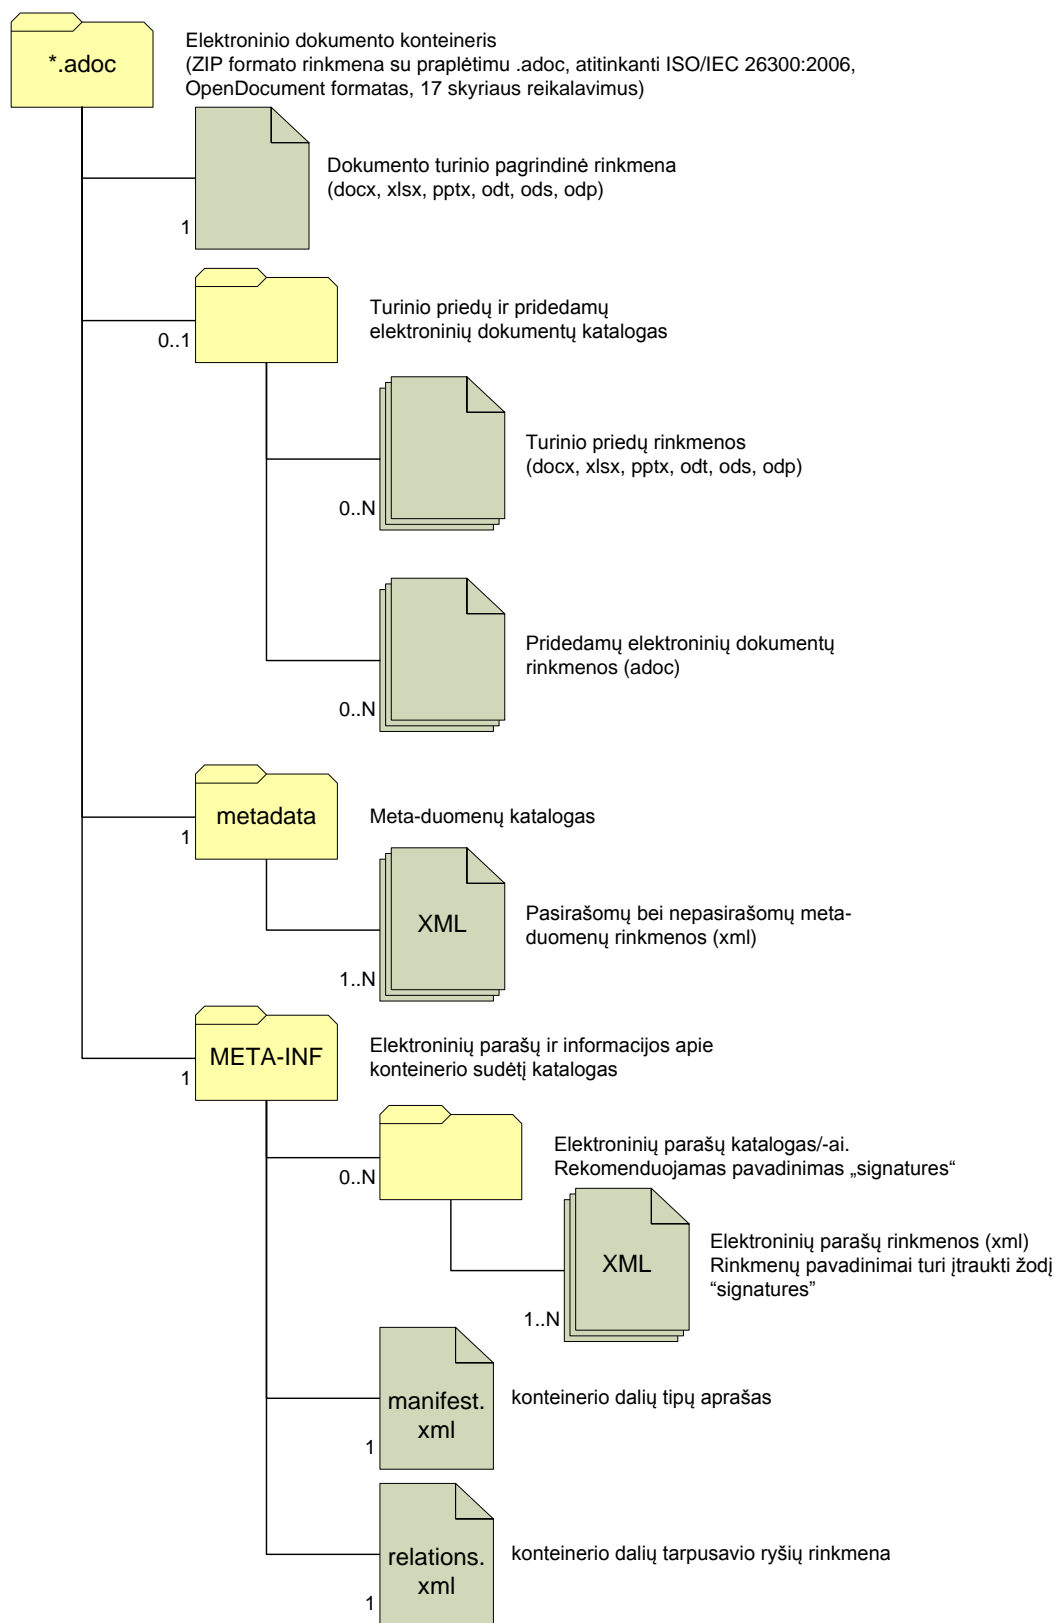 *.adoc
Elektroninio dokumento konteineris
(ZIP formato rinkmena su praplėtimu .adoc, atitinkanti ISO/IEC 26300:2006,
OpenDocument formatas, 17 skyriaus reikalavimus)
Dokumento turinio pagrindinė rinkmena
(docx, xlsx, pptx, odt, ods, odp)
1
Turinio priedų ir pridedamų
elektroninių dokumentų katalogas
0..1
Turinio priedų rinkmenos
(docx, xlsx, pptx, odt, ods, odp)
0..N
Pridedamų elektroninių dokumentų
rinkmenos (adoc)
0..N
metadata
Meta-duomenų katalogas
1
XML
Pasirašomų bei nepasirašomų meta-
duomenų rinkmenos (xml)
1..N
META-INF
Elektroninių parašų ir informacijos apie
konteinerio sudėtį katalogas
1
Elektroninių parašų katalogas/-ai.
Rekomenduojamas pavadinimas „signatures“
0..N
XML
Elektroninių parašų rinkmenos (xml)
Rinkmenų pavadinimai turi įtraukti žodį
“signatures”
1..N
manifest.
xml
konteinerio dalių tipų aprašas
1
relations.
xml
konteinerio dalių tarpusavio ryšių rinkmena
1